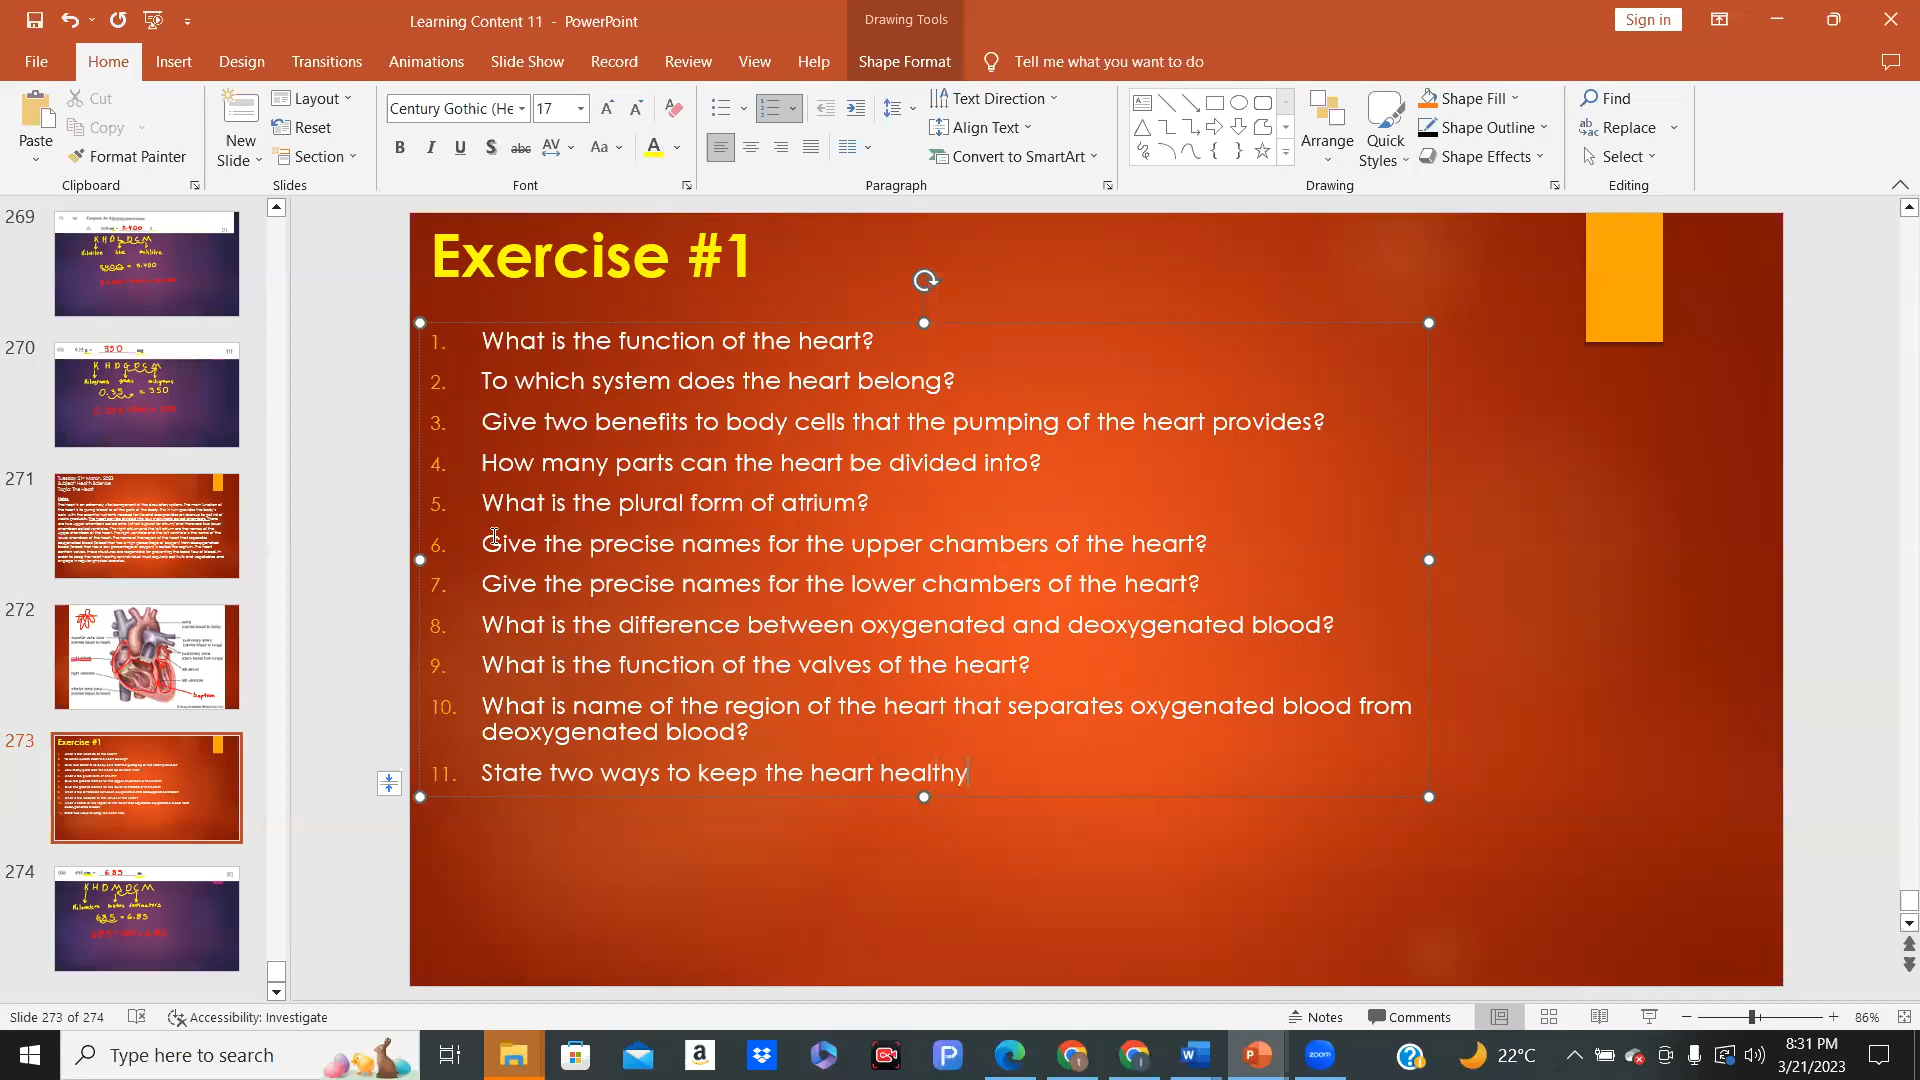 Learning Content 11 - PowerPoint
Drawing Tools
Sign in
File
Home
Insert
Design
Transitions
Animations
Slide Show
Record
Review
View
Help
Shape Format
Tell me what you want to do
Paste
Cut
Copy
Format Painter
Clipboard
New Slide
Layout
Reset
Section
Slides
Century Gothic (He
17
Font
Text Direction
Align Text
Convert to SmartArt
Paragraph
Arrange
Quick Styles
Shape Fill
Shape Outline
Shape Effects
Drawing
Find
Replace
Select
Editing
269
270
271
272
273
274
Exercise #1
1. What is the function of the heart?
2. To which system does the heart belong?
3. Give two benefits to body cells that the pumping of the heart provides?
4. How many parts can the heart be divided into?
5. What is the plural form of atrium?
6. Give the precise names for the upper chambers of the heart?
7. Give the precise names for the lower chambers of the heart?
8. What is the difference between oxygenated and deoxygenated blood?
9. What is the function of the valves of the heart?
10. What is name of the region of the heart that separates oxygenated blood from
deoxygenated blood?
11. State two ways to keep the heart healthy
Slide 273 of 274
Accessibility: Investigate
Notes
Comments
86%
Type here to search
zoom
22°C
8:31 PM
3/21/2023